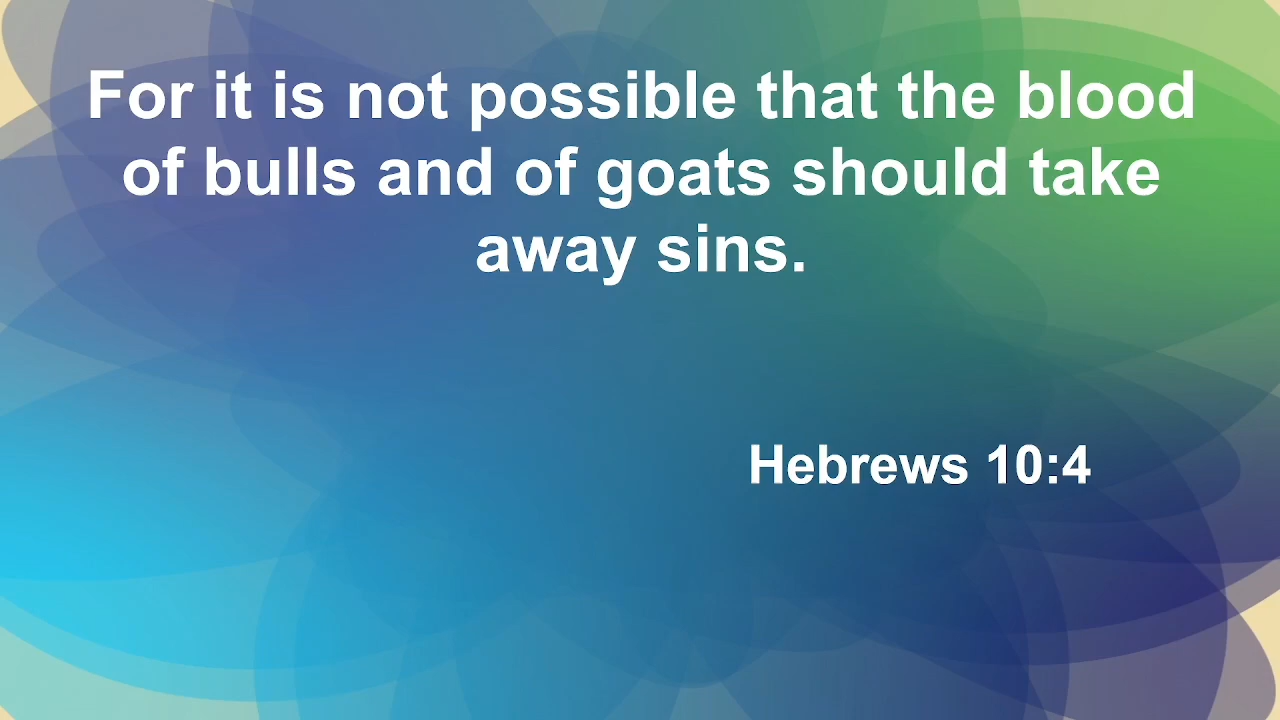 For it is not possible that the blood
of bulls and of goats should take
away sins.
Hebrews 10:4